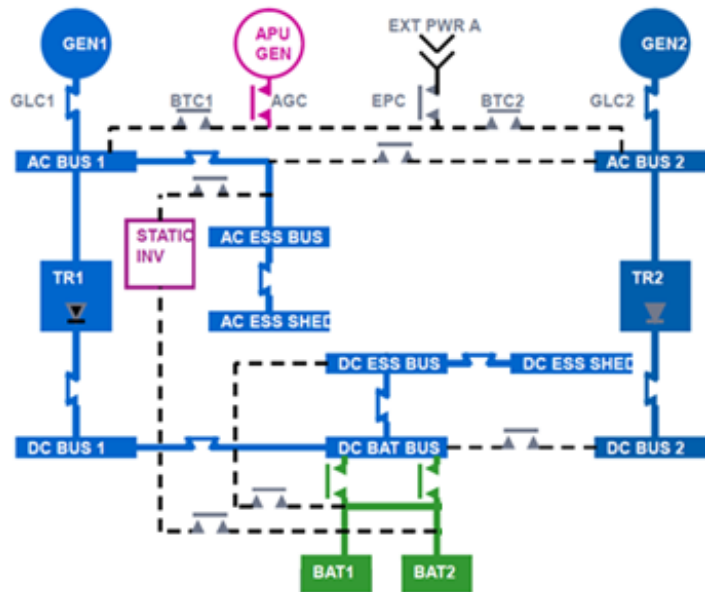 GEN1
APU
GEN
EXT PWR A
GEN2
GLC1
BTC1
AGC
EPC
BTC2
GLC2
AC BUS 1
AC BUS 2
STATIC
INV
AC ESS BUS
TR1
TR2
AC ESS SHED
DC ESS BUS
DC ESS SHED
DC BUS 1
DC BAT BUS
DC BUS 2
BAT1
BAT2